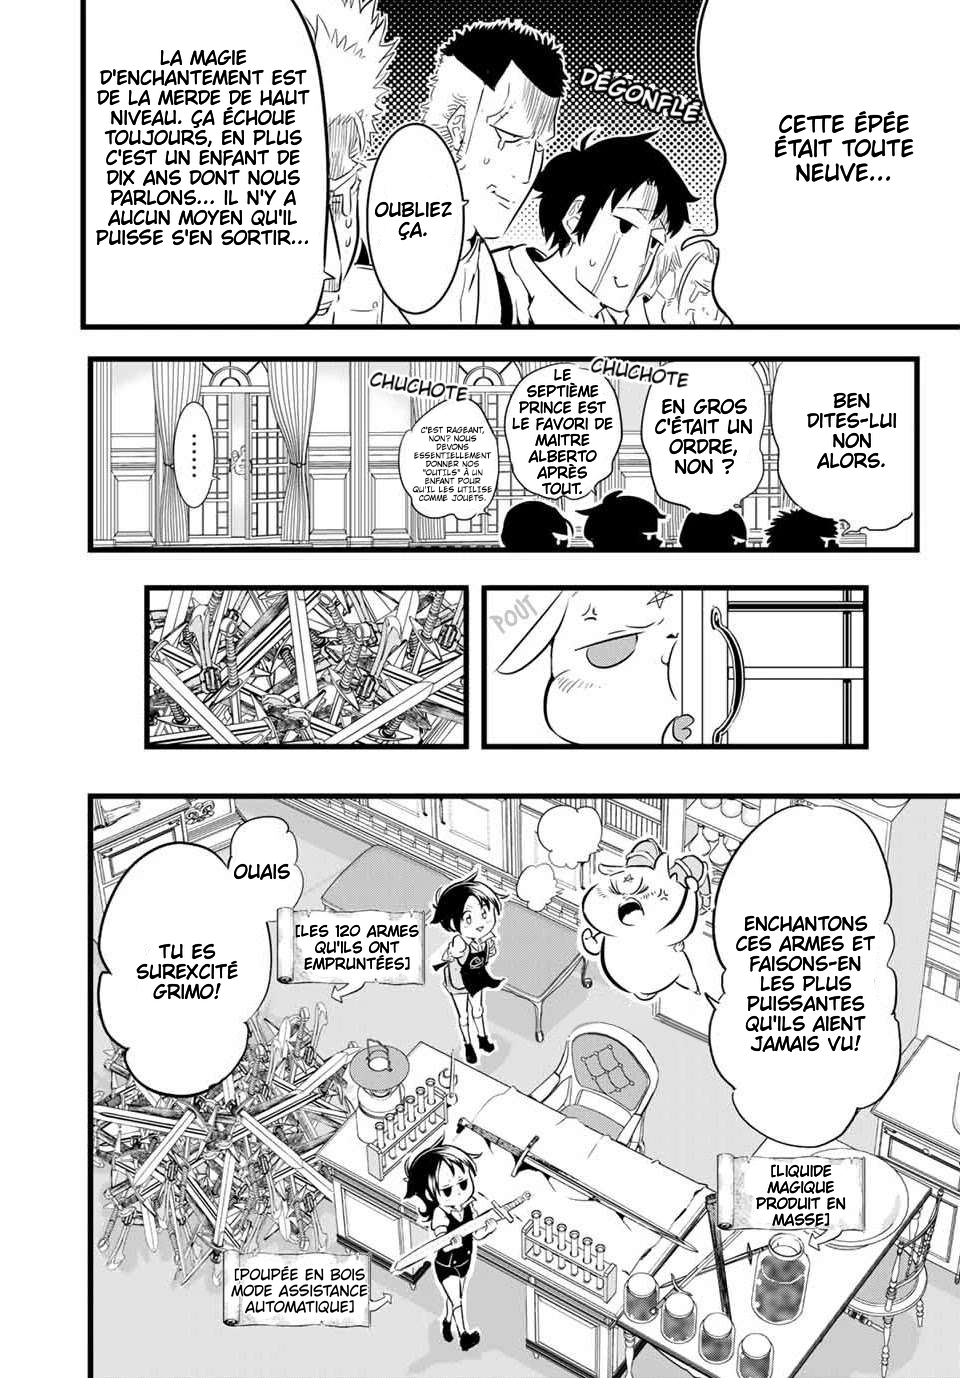 CETTE ÉPÉE
ÉTAIT TOUTE
NEUVE...
DÉGONFLÉ
OUBLIEZ
ÇA.
LA MAGIE
D'ENCHANTEMENT EST
DE LA MERDE DE HAUT
NIVEAU. ÇA ÉCHOUE
TOUJOURS, EN PLUS
C'EST UN ENFANT DE
DIX ANS DONT NOUS
PARLONS... IL N'Y A
AUCUN MOYEN QU'IL
PUISSE S'EN SORTIR...
BEN
DITES-LUI
NON
ALORS.
CHUCHOTE
EN GROS
C'ÉTAIT UN
ORDRE,
NON ?
LE
SEPTIÈME
PRINCE EST
LE FAVORI DE
MAITRE
ALBERTO
APRÈS
TOUT.
CHUCHOTE
C'EST RAGEANT,
NON? NOUS
DEVONS
ESSENTIELLEMENT
DONNER NOS
"OUTILS" À UN
ENFANT POUR
QU'IL LES UTILISE
COMME JOUETS.
......
POUT
ENCHANTONS
CES ARMES ET
FAISONS-EN
LES PLUS
PUISSANTES
QU'ILS AIENT
JAMAIS VU!
OUAIS
[LES 120 ARMES
QU'ILS ONT
EMPRUNTÉES]
TU ES
SUREXCITÉ
GRIMO!
[LIQUIDE
MAGIQUE
PRODUIT EN
MASSE]
[POUPÉE EN BOIS
MODE ASSISTANCE
AUTOMATIQUE]